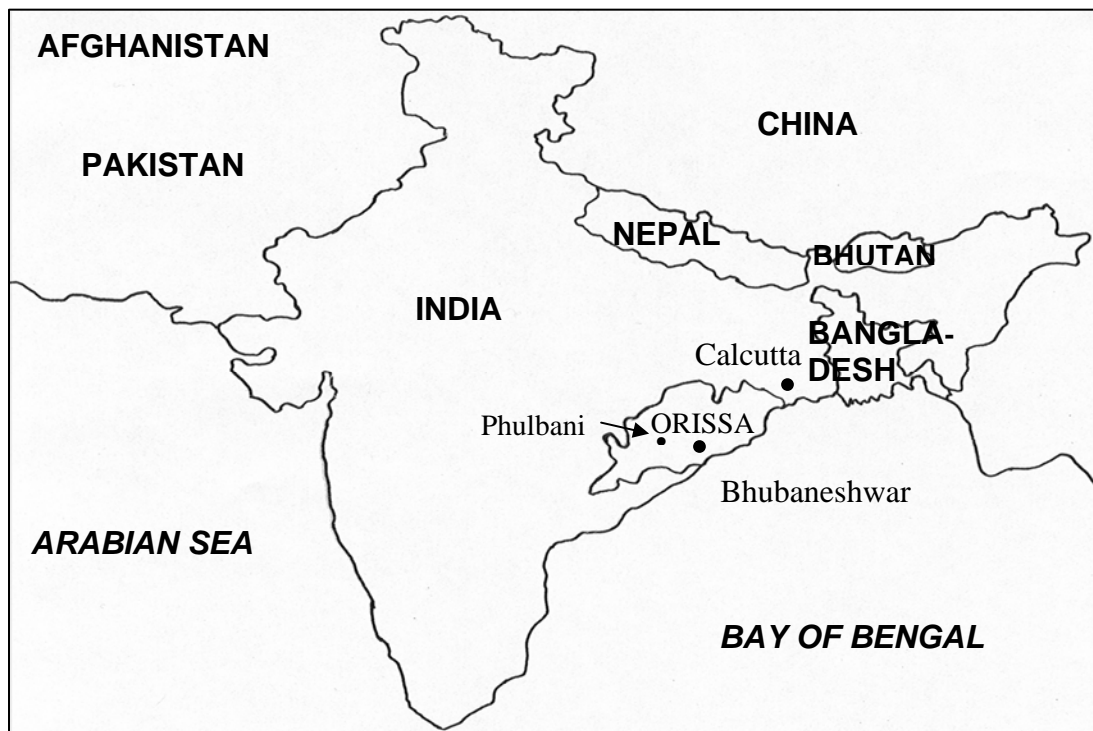 AFGHANISTAN
CHINA
PAKISTAN
NEPAL
BHUTAN
INDIA
BANGLA-
DESH
Calcutta
Phulbani
ORISSA
Bhubaneshwar
ARABIAN SEA
BAY OF BENGAL